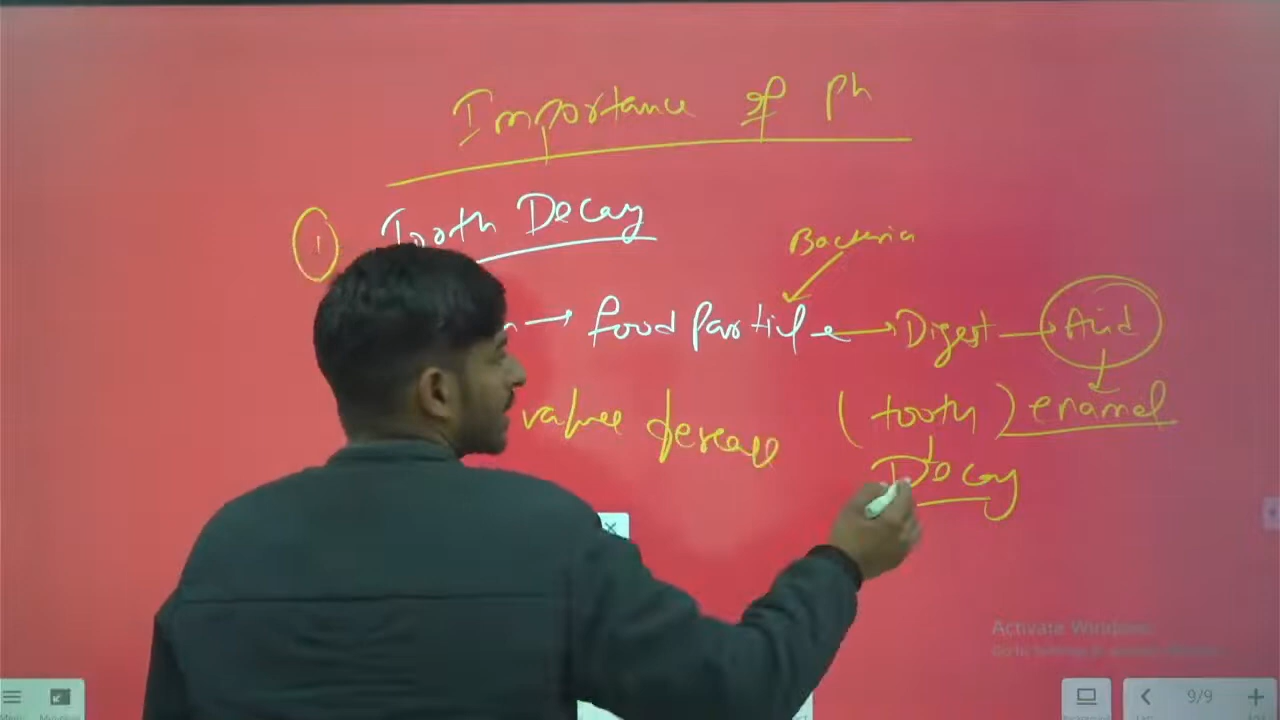 Importance of Ph
1 Tooth Decay
Bacteria
n → food particle → Digest → Acid
value desease (tooth) enamel
Decay
Activate Windows
9/9